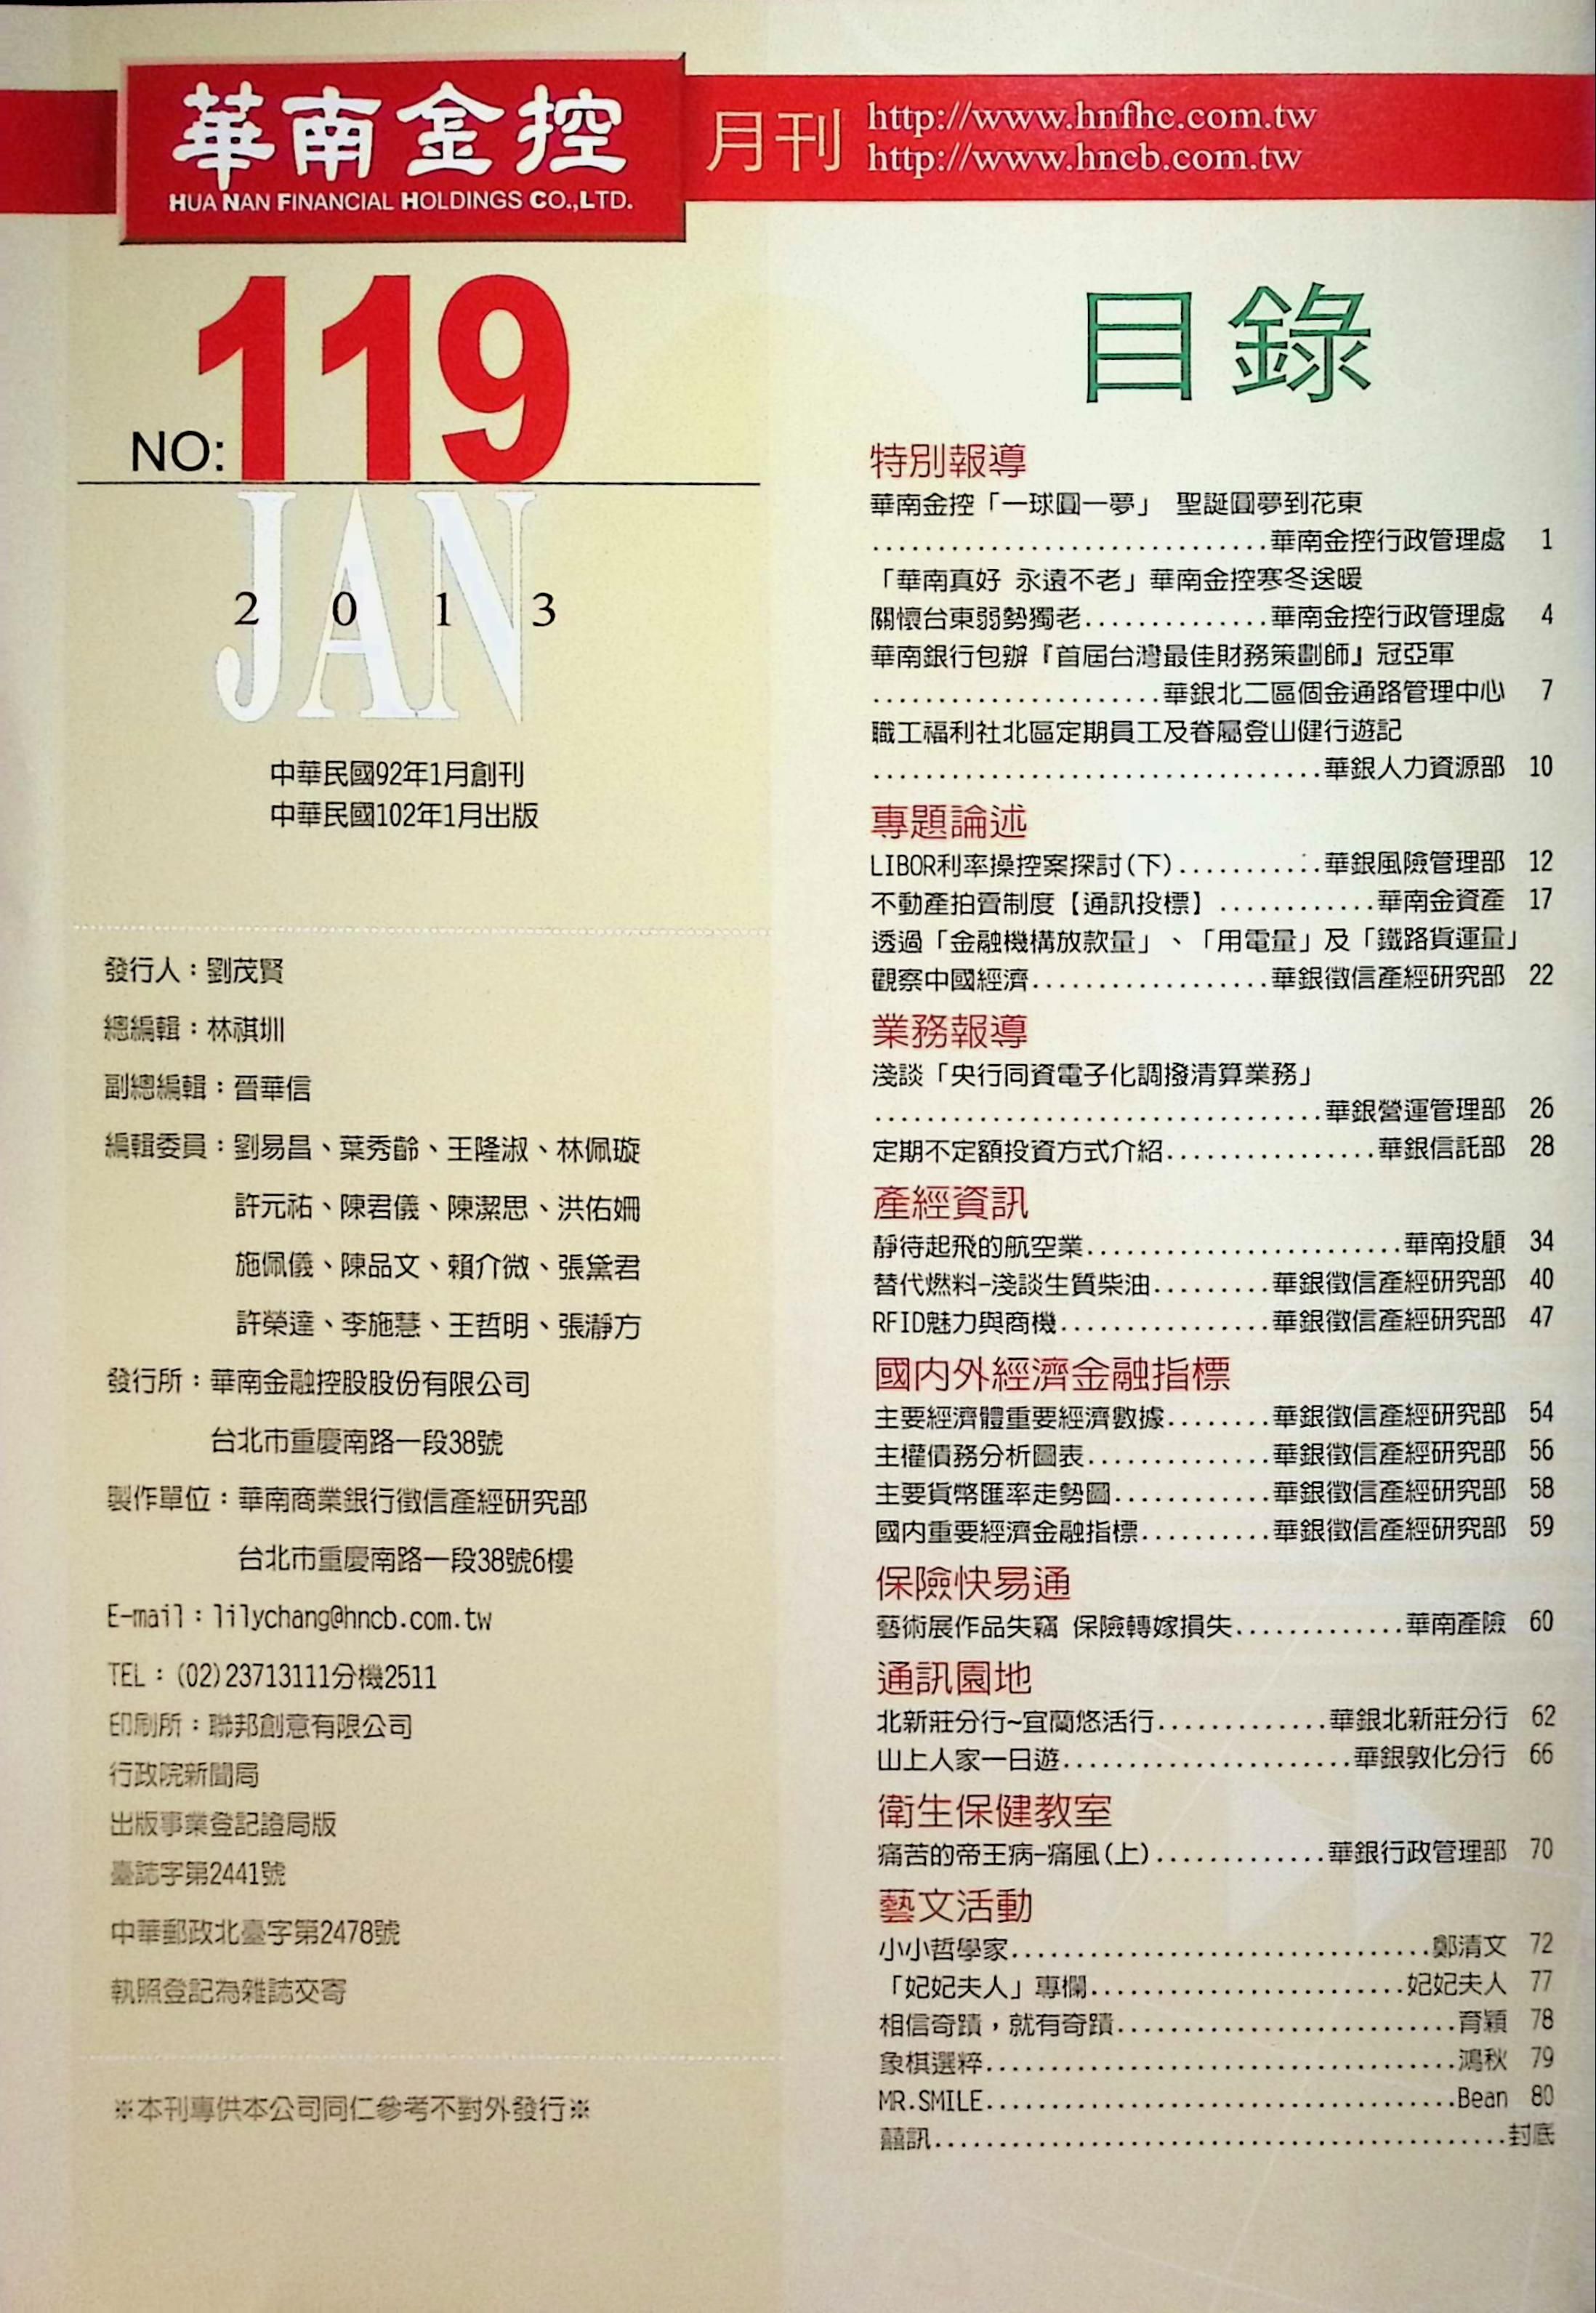 華南金控
HUA NAN FINANCIAL HOLDINGS CO.,LTD.
月刊
http://www.hnfhc.com.tw
http://www.hncb.com.tw
NO:119
JAN
2013
中華民國92年1月創刊
中華民國102年1月出版
發行人：劉茂賢
總編輯：林祺圳
副總編輯：晉華信
編輯委員：劉易昌、葉秀齡、王隆淑、林佩璇
許元祐、陳君儀、陳潔思、洪佑姍
施佩儀、陳品文、賴介微、張黛君
許榮達、李施慧、王哲明、張瀞方
發行所：華南金融控股股份有限公司
台北市重慶南路一段38號
製作單位：華南商業銀行徵信產經研究部
台北市重慶南路一段38號6樓
E-mail：lilychang@hncb.com.tw
TEL：(02)23713111分機2511
印刷所：聯邦創意有限公司
行政院新聞局
出版事業登記證局版
臺誌字第2441號
中華郵政北臺字第2478號
執照登記為雜誌交寄
※本刊專供本公司同仁參考不對外發行※
目錄
特別報導
華南金控「一球圓一夢」 聖誕圓夢到花東
..............................華南金控行政管理處 1
「華南真好 永遠不老」華南金控寒冬送暖
關懷台東弱勢獨老..............華南金控行政管理處 4
華南銀行包辦『首屆台灣最佳財務策劃師』冠亞軍
......................華銀北二區個金通路管理中心 7
職工福利社北區定期員工及眷屬登山健行遊記
..................................華銀人力資源部 10
專題論述
LIBOR利率操控案探討(下)...........華銀風險管理部 12
不動產拍賣制度【通訊投標】............華南金資產 17
透過「金融機構放款量」、「用電量」及「鐵路貨運量」
觀察中國經濟..................華銀徵信產經研究部 22
業務報導
淺談「央行同資電子化調撥清算業務」
..................................華銀營運管理部 26
定期不定額投資方式介紹................華銀信託部 28
產經資訊
靜待起飛的航空業........................華南投顧 34
替代燃料-淺談生質柴油.........華銀徵信產經研究部 40
RFID魅力與商機................華銀徵信產經研究部 47
國內外經濟金融指標
主要經濟體重要經濟數據........華銀徵信產經研究部 54
主權債務分析圖表..............華銀徵信產經研究部 56
主要貨幣匯率走勢圖............華銀徵信產經研究部 58
國內重要經濟金融指標..........華銀徵信產經研究部 59
保險快易通
藝術展作品失竊 保險轉嫁損失.............華南產險 60
通訊園地
北新莊分行~宜蘭悠活行.............華銀北新莊分行 62
山上人家一日遊......................華銀敦化分行 66
衛生保健教室
痛苦的帝王病-痛風(上).............華銀行政管理部 70
藝文活動
小小哲學家................................鄭清文 72
「妃妃夫人」專欄........................妃妃夫人 77
相信奇蹟，就有奇蹟..........................育穎 78
象棋選粹....................................鴻秋 79
MR.SMILE....................................Bean 80
囍訊............................................封底